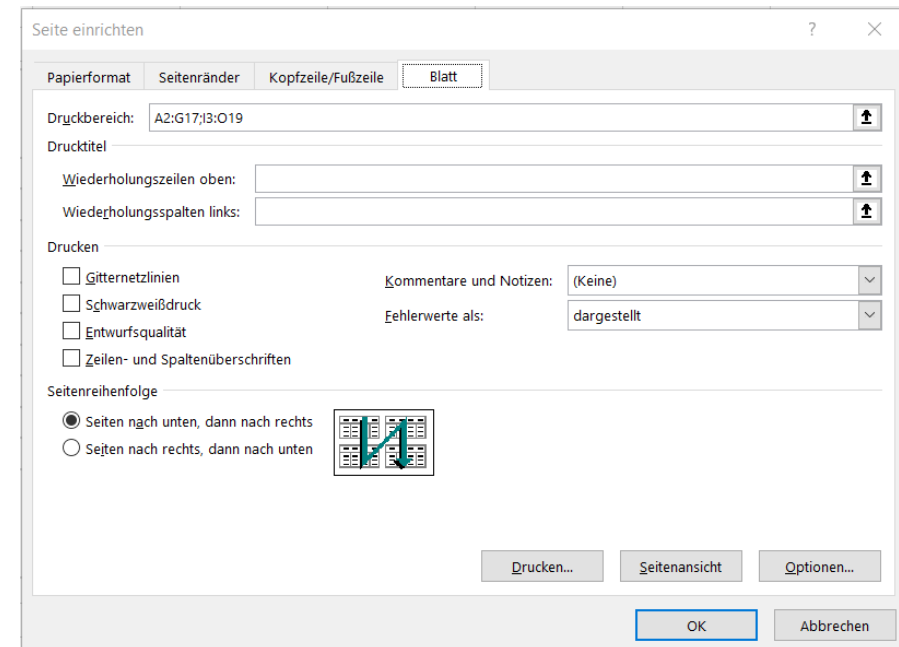 Seite einrichten ?
Papierformat Seitenränder Kopfzeile/Fußzeile Blatt
Druckbereich: A2:G17;I3:O19
Drucktitel
Wiederholungszeilen oben:
Wiederholungsspalten links:
Drucken
Gitternetzlinien Kommentare und Notizen: (Keine)
Schwarzweißdruck
Fehlerwerte als: dargestellt
Entwurfsqualität
Zeilen- und Spaltenüberschriften
Seitenreihenfolge
Seiten nach unten, dann nach rechts
Seiten nach rechts, dann nach unten
Drucken... Seitenansicht Optionen...
OK Abbrechen